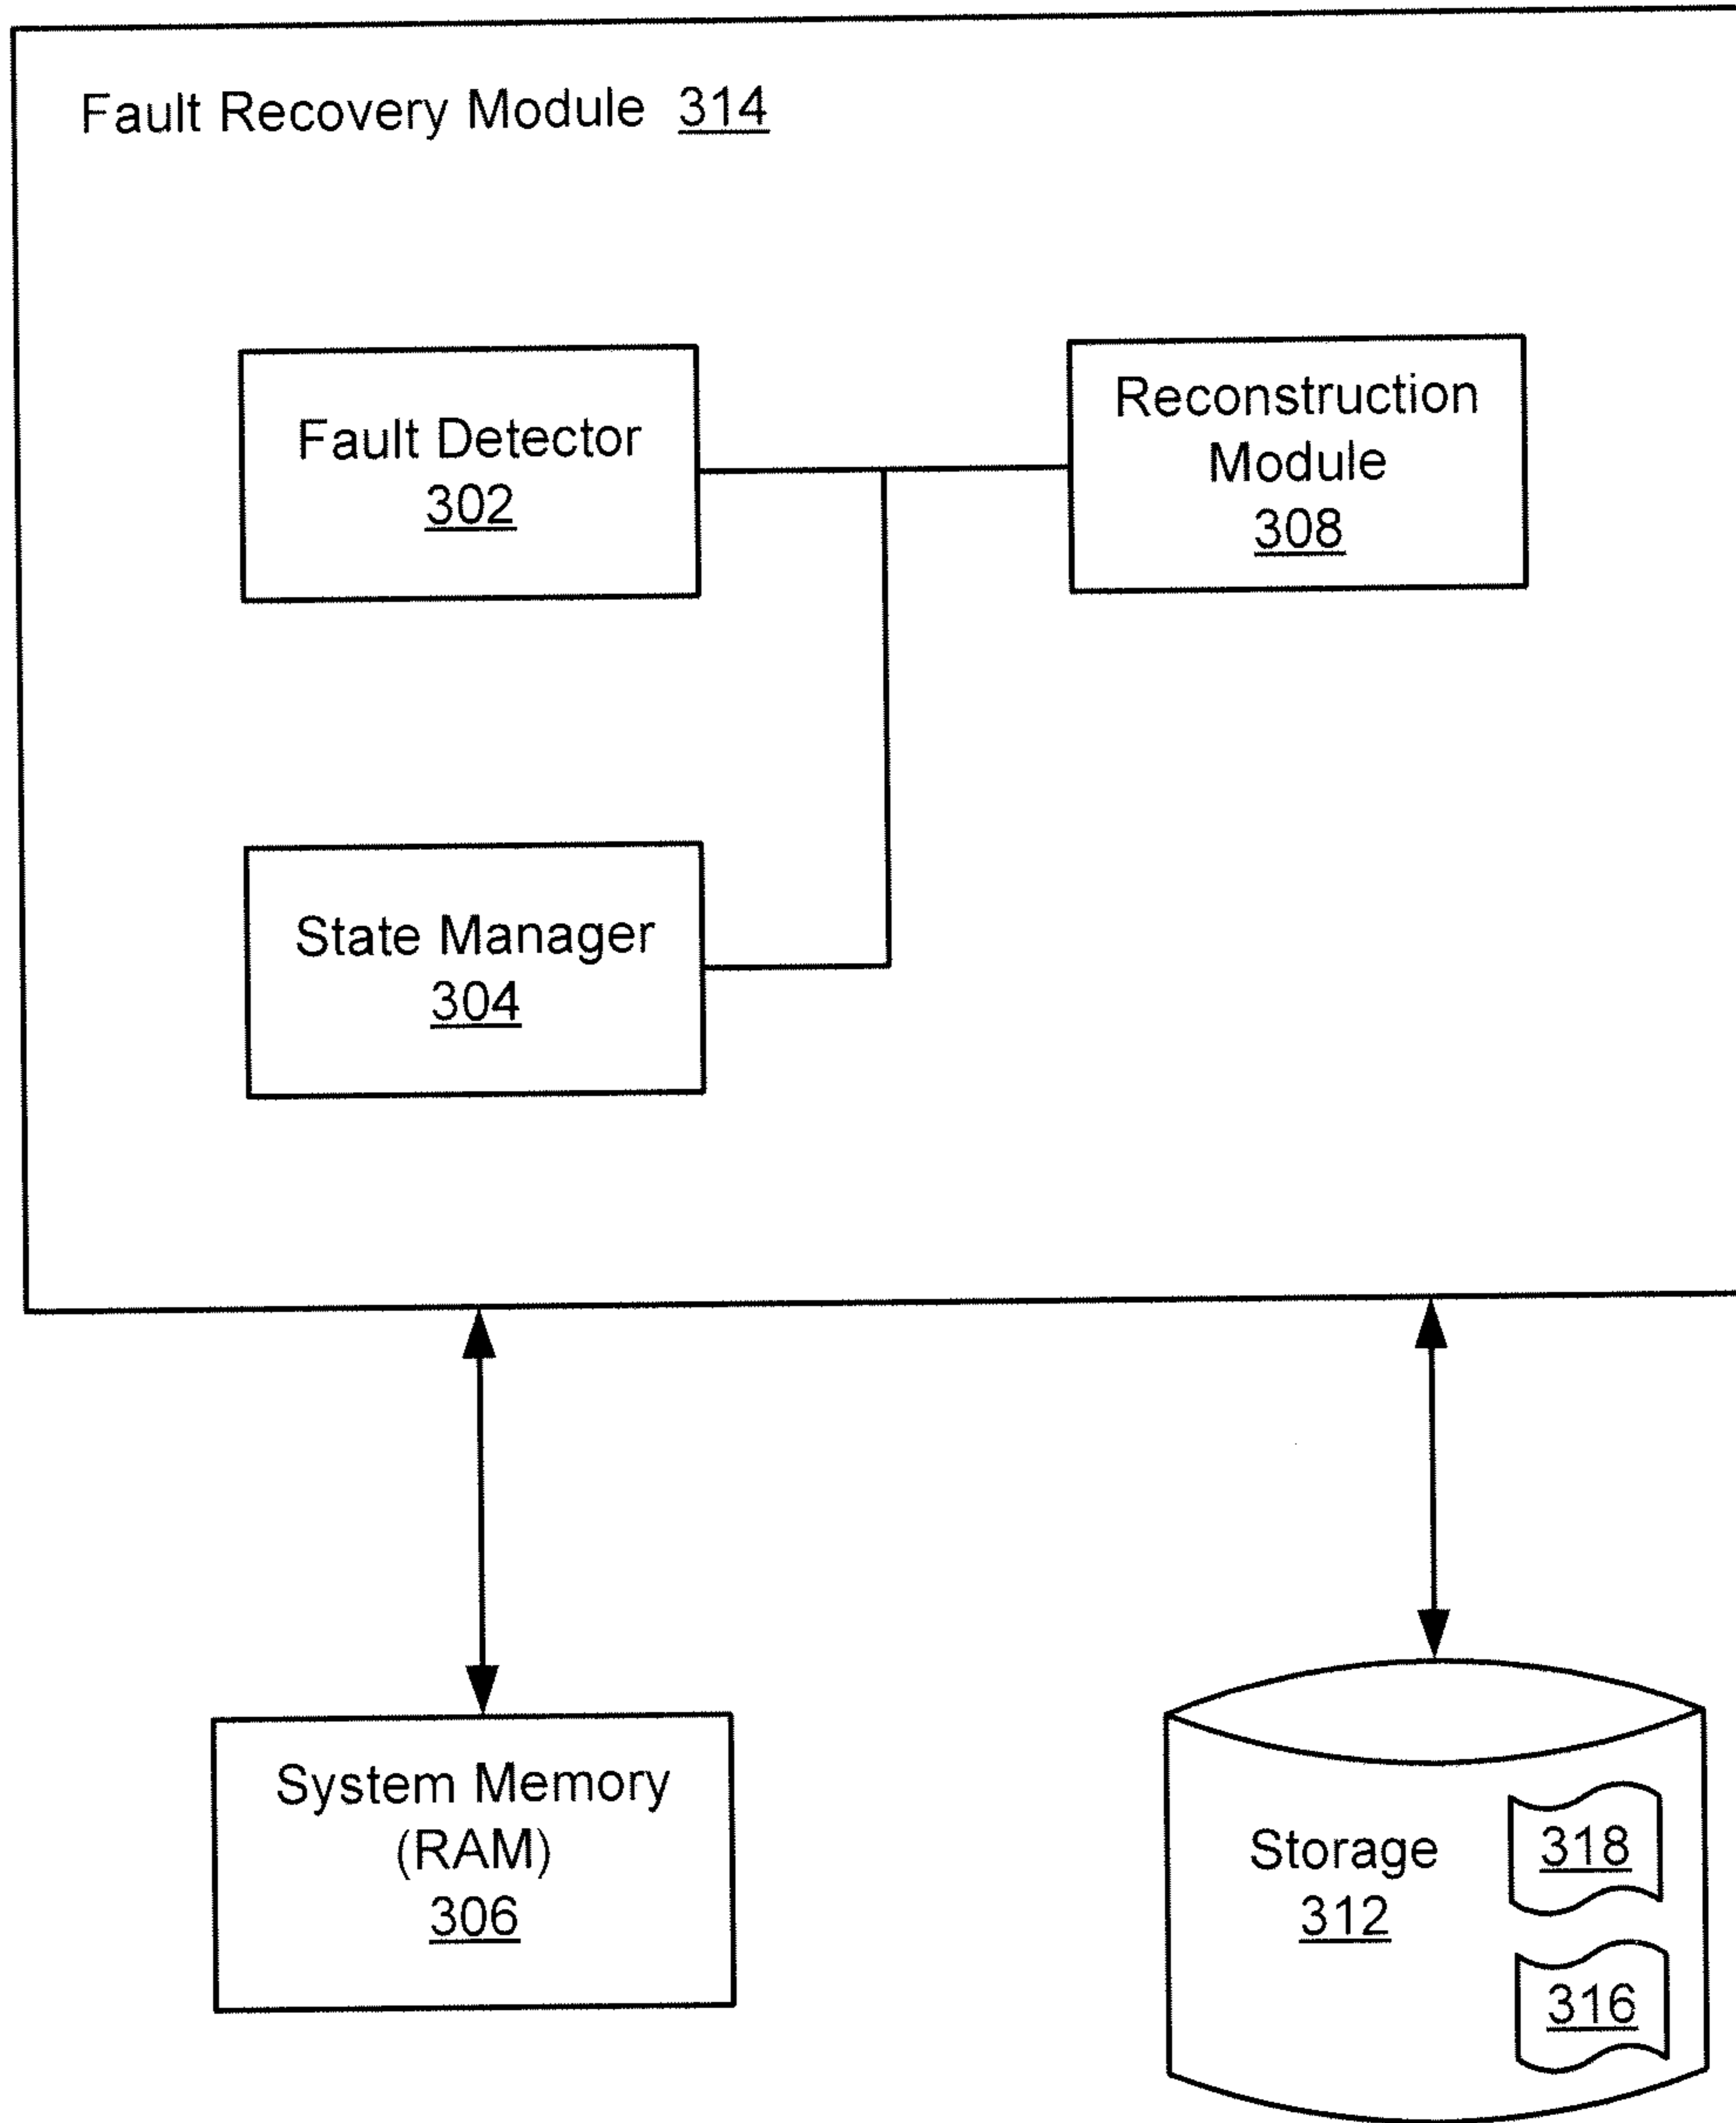 Fault Recovery Module 314
Fault Detector
302
Reconstruction
Module
308
State Manager
304
System Memory
(RAM)
306
Storage
312
318
316